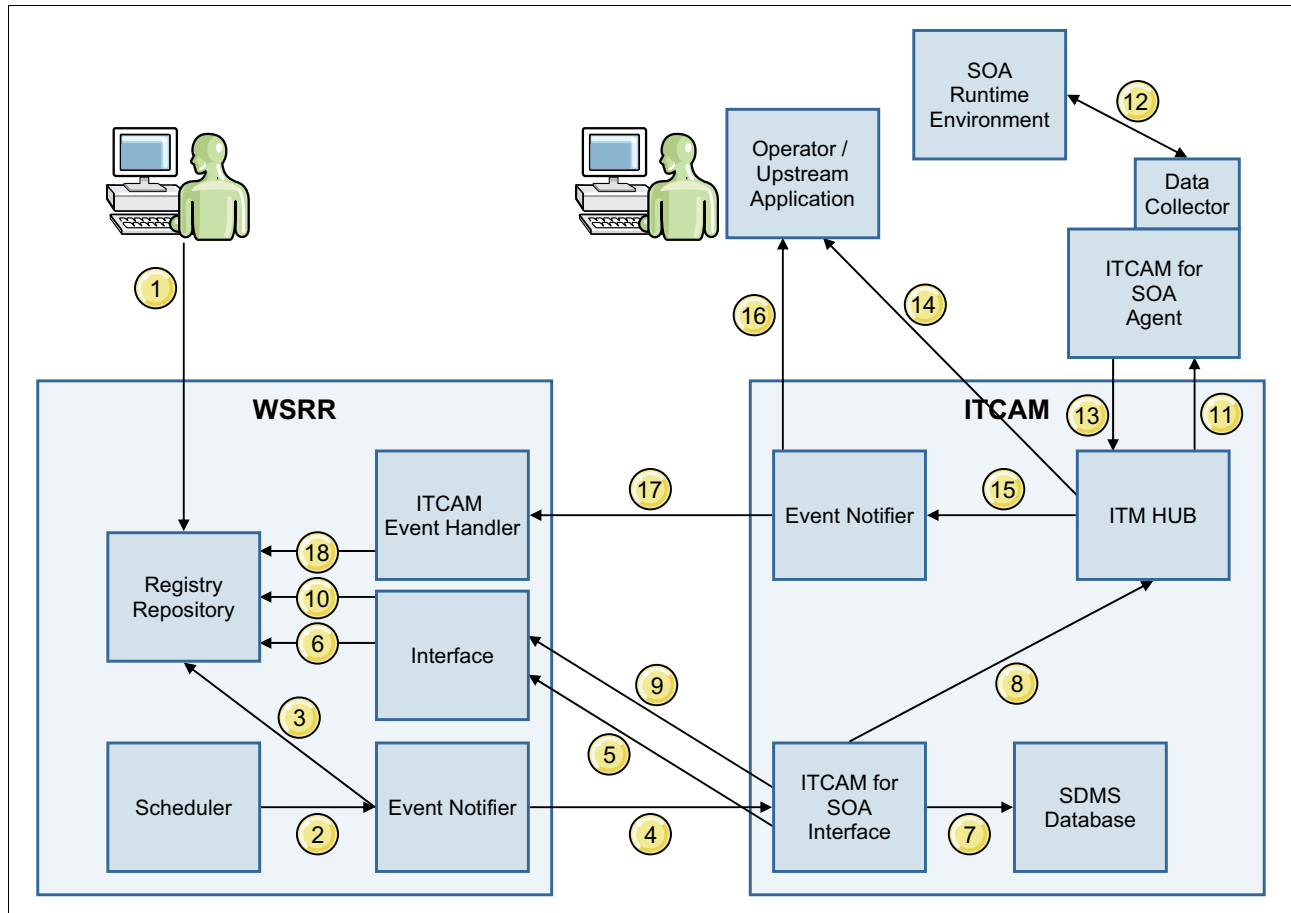 SOA
Runtime
Environment
12
Operator /
Upstream
Application
Data
Collector
1
16
14
ITCAM for
SOA
Agent
WSRR
ITCAM
13
11
ITCAM
Event Handler
17
Event Notifier
15
ITM HUB
18
Registry
Repository
10
6
Interface
9
8
3
5
Scheduler
2
Event Notifier
4
ITCAM for
SOA
Interface
7
SDMS
Database